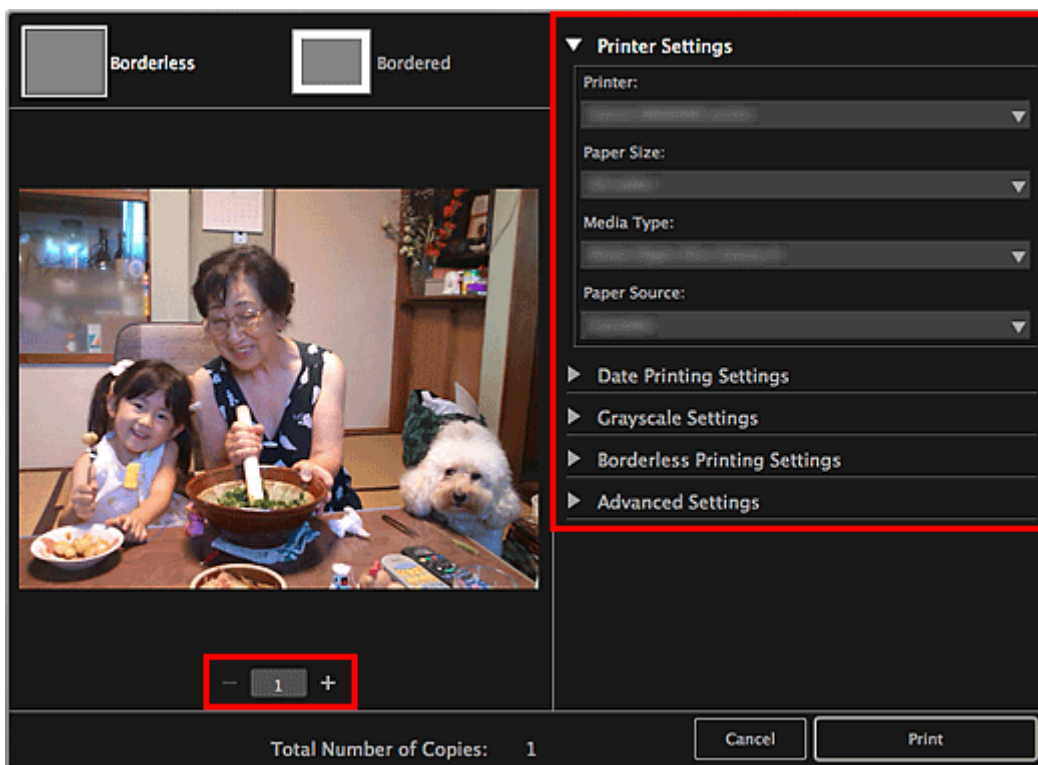 Borderless
Bordered
Printer Settings
Printer:
Paper Size:
Media Type:
Paper Source:
Date Printing Settings
Grayscale Settings
Borderless Printing Settings
Advanced Settings
1
Total Number of Copies: 1
Cancel
Print